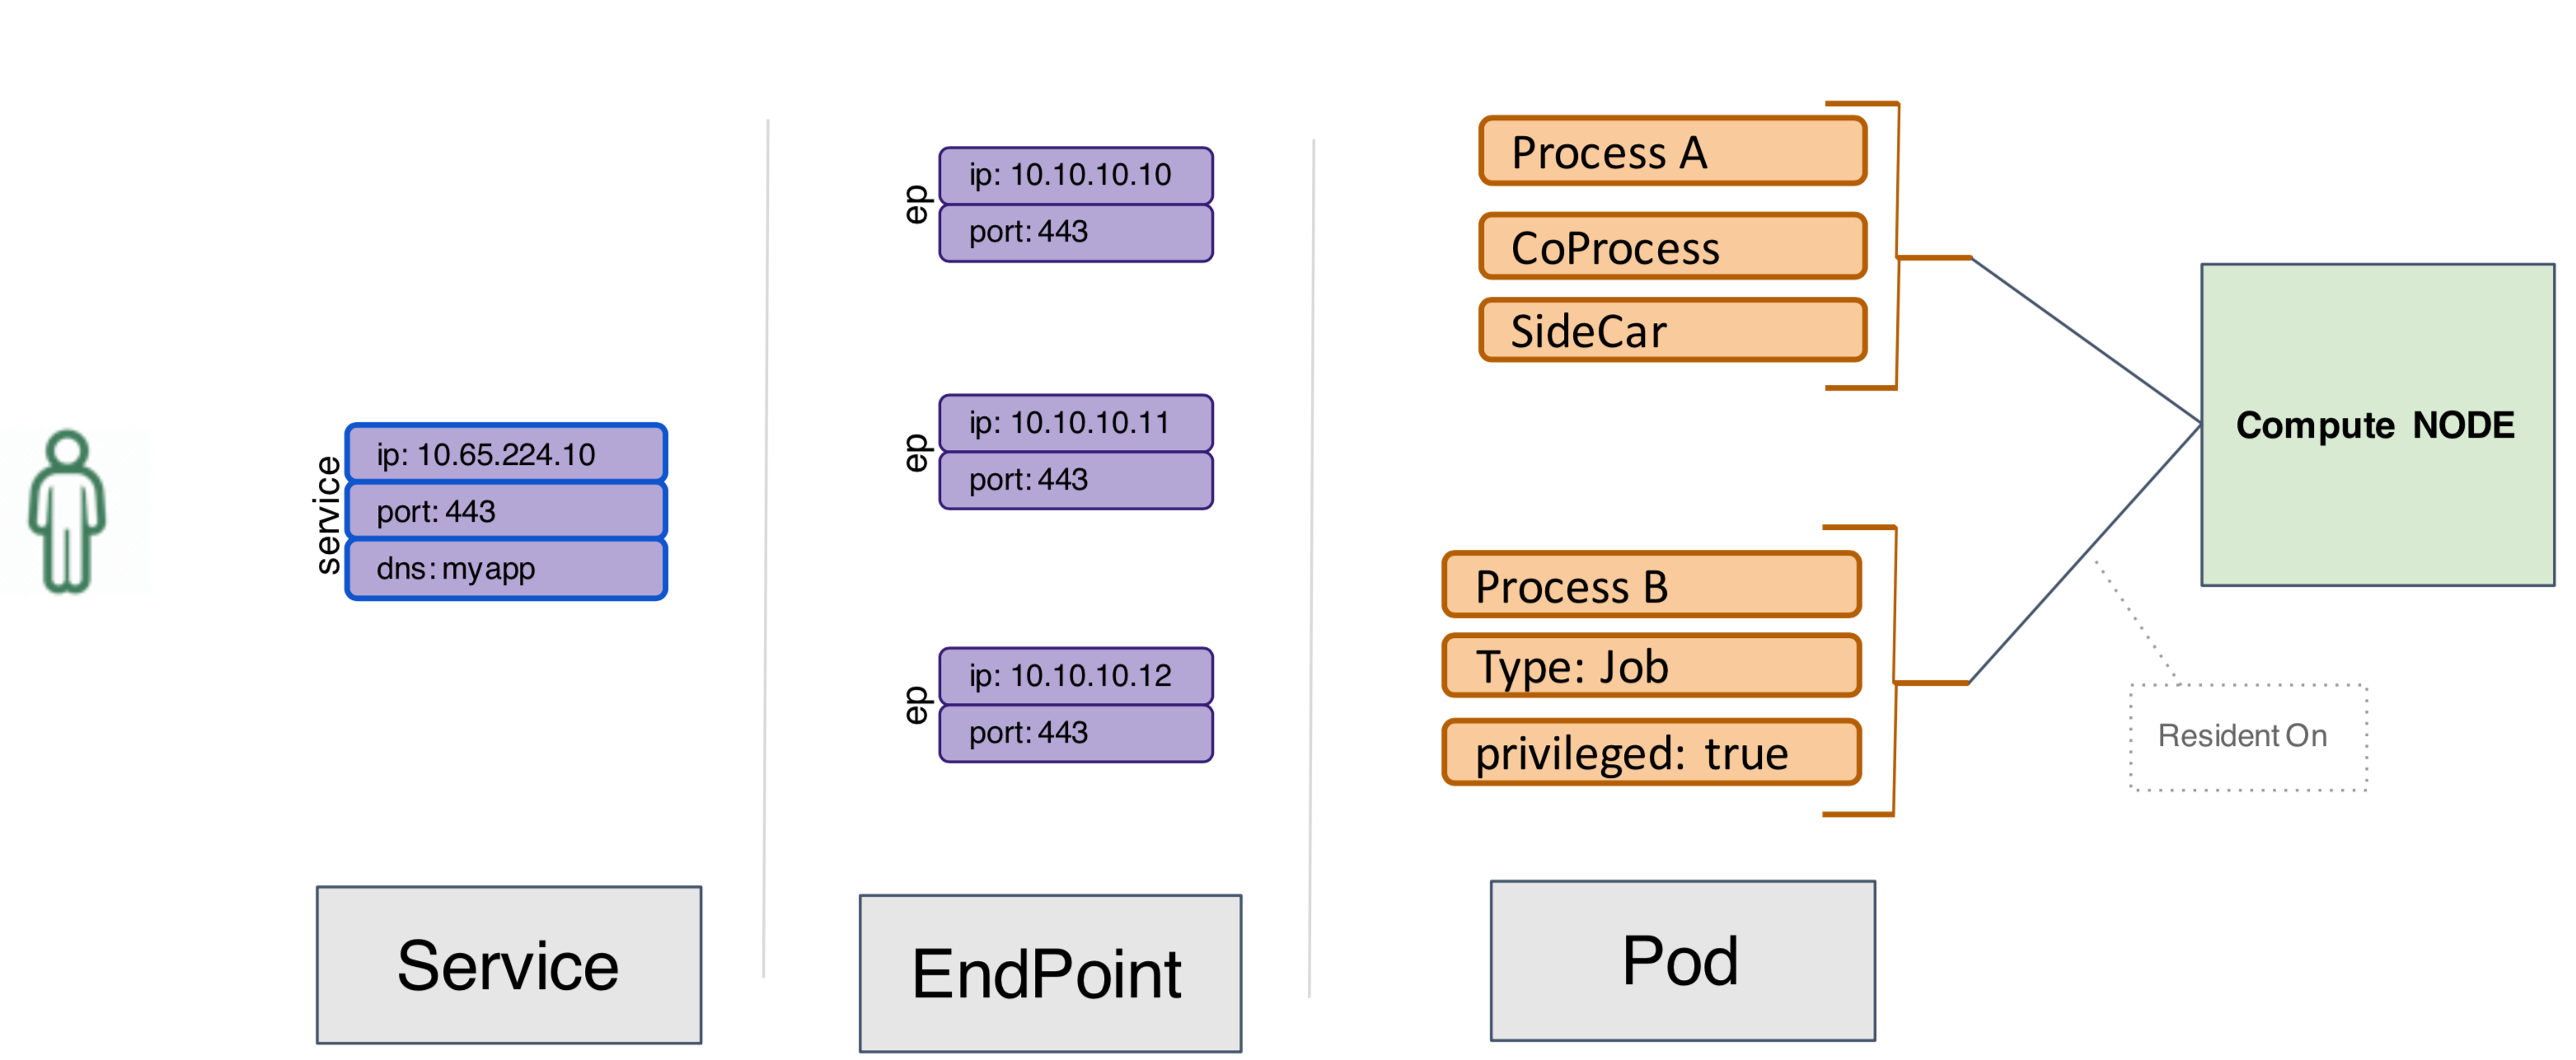 service
ip: 10.65.224.10
port: 443
dns: myapp
ep
ip: 10.10.10.10
port: 443
ep
ip: 10.10.10.11
port: 443
ep
ip: 10.10.10.12
port: 443
Process A
CoProcess
SideCar
Process B
Type: Job
privileged: true
Compute NODE
Resident On
Service
EndPoint
Pod